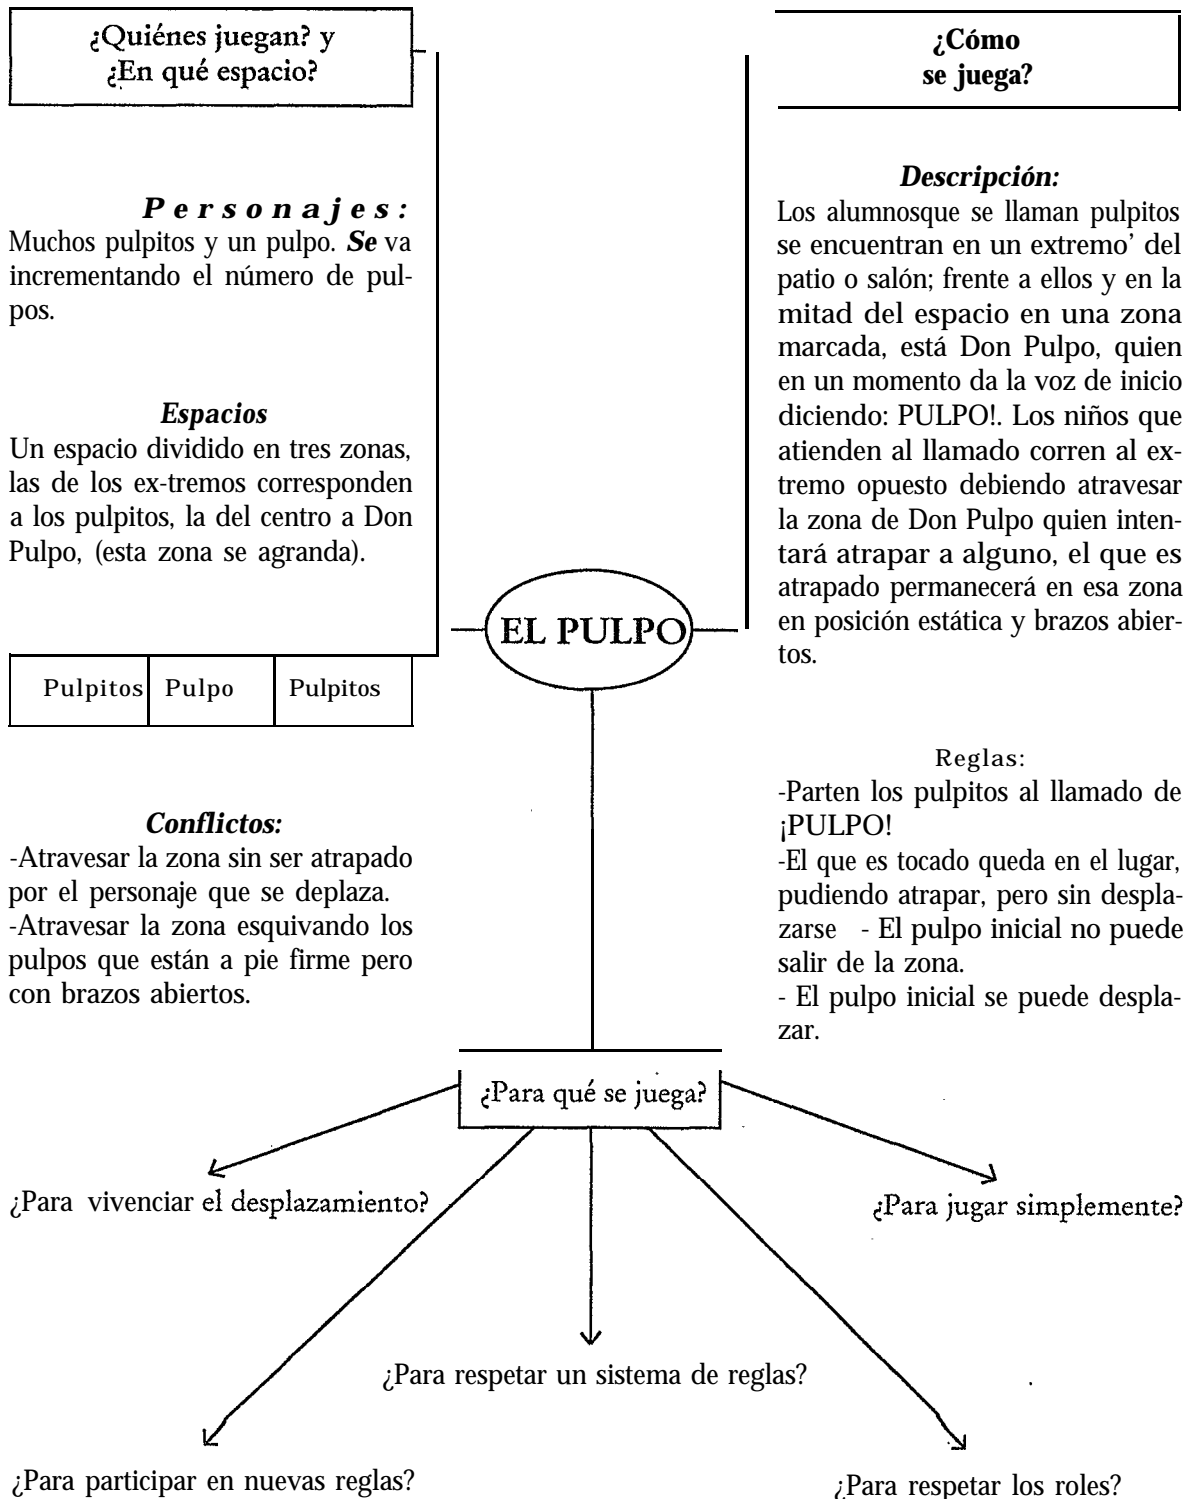 ¿Quiénes juegan? y
¿En qué espacio?
Personajes:
Muchos pulpitos y un pulpo. Se va
incrementando el número de pul-
pos.
Espacios
Un espacio dividido en tres zonas,
las de los ex-tremos corresponden
a los pulpitos, la del centro a Don
Pulpo, (esta zona se agranda).
Pulpitos Pulpo Pulpitos
Conflictos:
-Atravesar la zona sin ser atrapado
por el personaje que se deplaza.
-Atravesar la zona esquivando los
pulpos que están a pie firme pero
con brazos abiertos.
EL PULPO
¿Cómo
se juega?
Descripción:
Los alumnosque se llaman pulpitos
se encuentran en un extremo’ del
patio o salón; frente a ellos y en la
mitad del espacio en una zona
marcada, está Don Pulpo, quien
en un momento da la voz de inicio
diciendo: PULPO!. Los niños que
atienden al llamado corren al ex-
tremo opuesto debiendo atravesar
la zona de Don Pulpo quien inten-
tará atrapar a alguno, el que es
atrapado permanecerá en esa zona
en posición estática y brazos abier-
tos.
Reglas:
-Parten los pulpitos al llamado de
¡PULPO!
-El que es tocado queda en el lugar,
pudiendo atrapar, pero sin despla-
zarse - El pulpo inicial no puede
salir de la zona.
- El pulpo inicial se puede despla-
zar.
¿Para qué se juega?
¿Para vivenciar el desplazamiento?
¿Para jugar simplemente?
¿Para respetar un sistema de reglas?
¿Para participar en nuevas reglas?
¿Para respetar los roles?